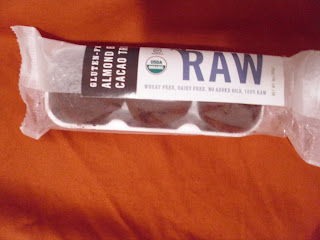 GLUTEN-F
ALMOND B
CACAO TR
USDA
ORGANIC
RAW
WHEAT FREE, DAIRY FREE, NO ADDED OILS, 100% RAW